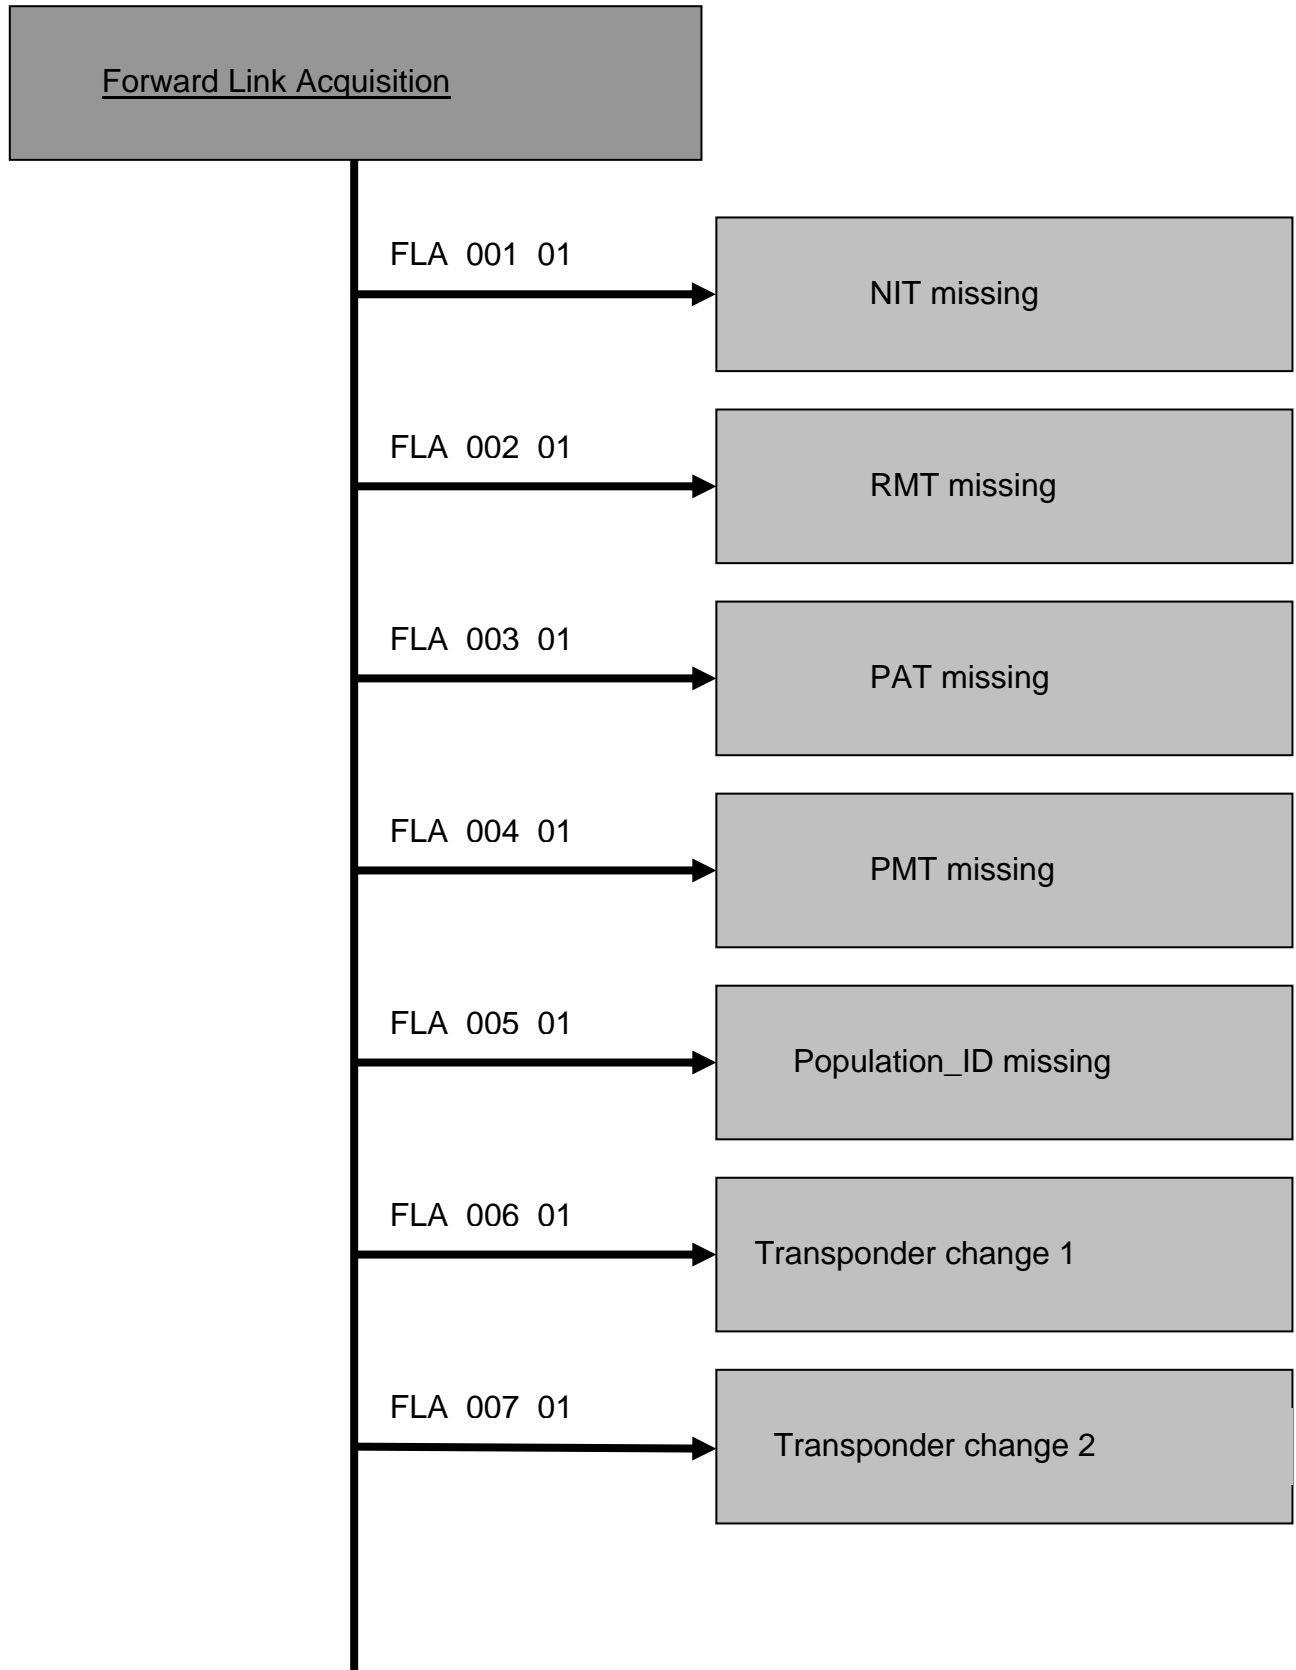 Forward Link Acquisition
FLA 001 01
NIT missing
FLA 002 01
RMT missing
FLA 003 01
PAT missing
FLA 004 01
PMT missing
FLA 005 01
Population_ID missing
FLA 006 01
Transponder change 1
FLA 007 01
Transponder change 2